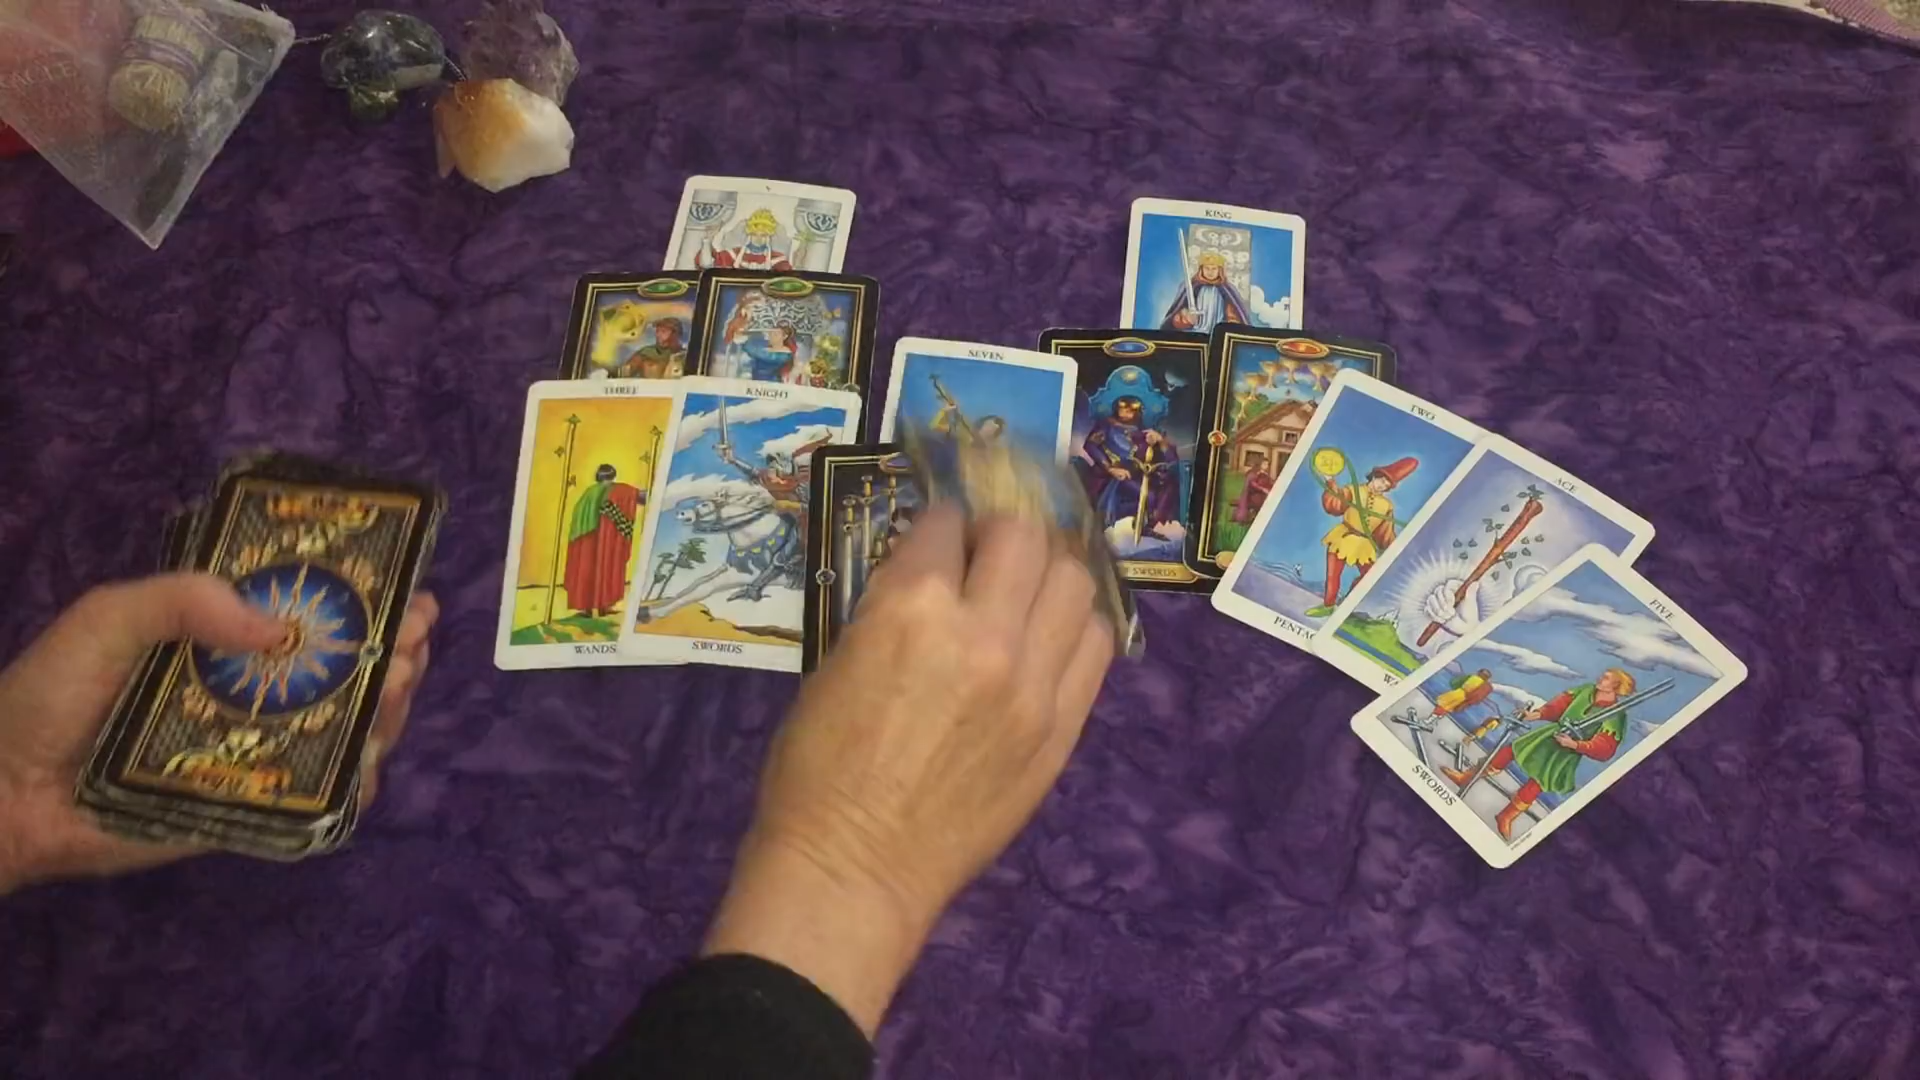 KING
SEVEN
THREE
KNIGHT
TWO
ACE
FIVE
SWORDS
WANDS
SWORDS
SWORDS